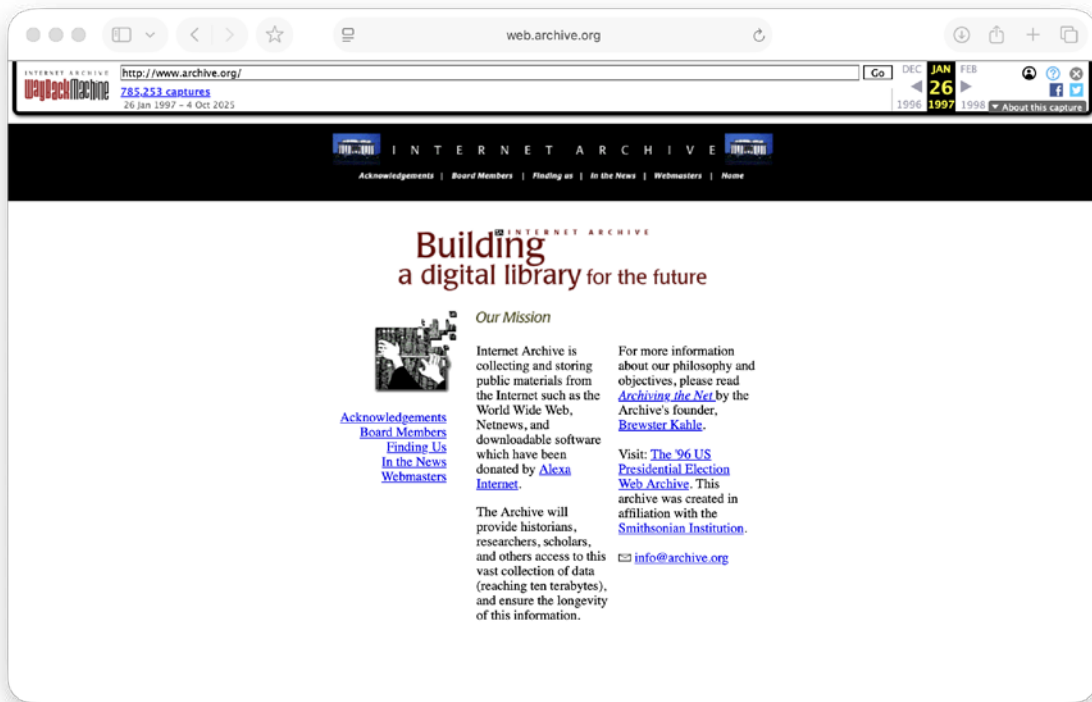 web.archive.org
INTERNET ARCHIVE
WayBackMachine
http://www.archive.org/
Go
785,253 captures
26 Jan 1997 – 4 Oct 2025
DEC JAN FEB
26
1996 1997 1998
About this capture
INTERNET ARCHIVE
Acknowledgements | Board Members | Finding us | In the News | Webmasters | Home
INTERNET ARCHIVE
Building
a digital library for the future
Our Mission
Acknowledgements
Board Members
Finding Us
In the News
Webmasters
Internet Archive is
collecting and storing
public materials from
the Internet such as the
World Wide Web,
Netnews, and
downloadable software
which have been
donated by Alexa
Internet.
The Archive will
provide historians,
researchers, scholars,
and others access to this
vast collection of data
(reaching ten terabytes),
and ensure the longevity
of this information.
For more information
about our philosophy and
objectives, please read
Archiving the Net by the
Archive's founder,
Brewster Kahle.
Visit: The '96 US
Presidential Election
Web Archive. This
archive was created in
affiliation with the
Smithsonian Institution.
info@archive.org